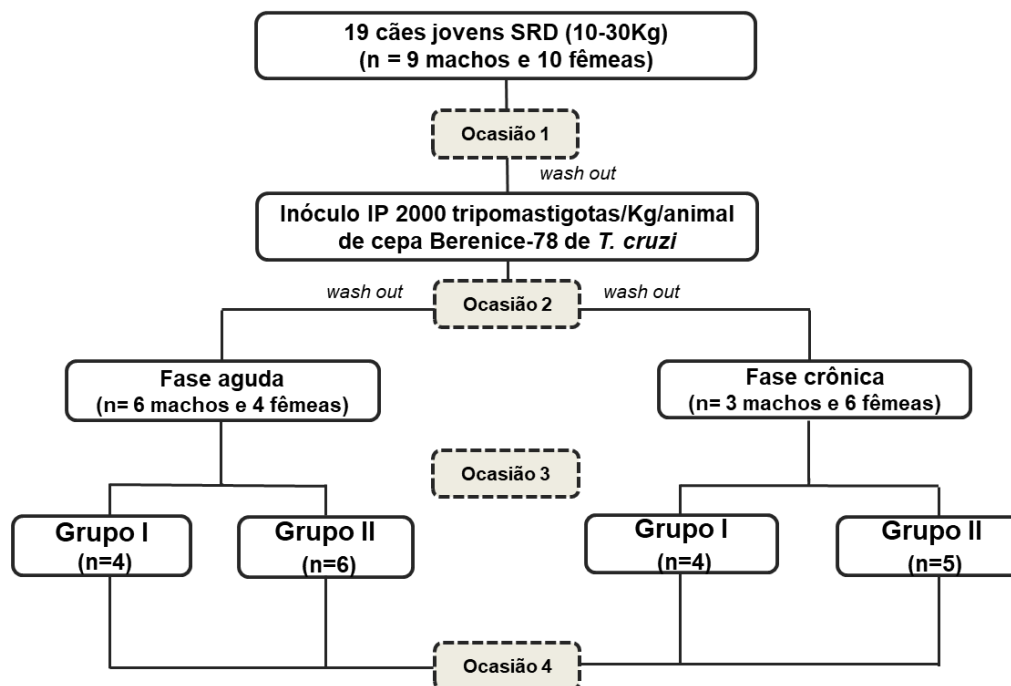 19 cães jovens SRD (10-30Kg)
(n = 9 machos e 10 fêmeas)
Ocasião 1
wash out
Inóculo IP 2000 tripomastigotas/Kg/animal
de cepa Berenice-78 de T. cruzi
wash out
Ocasião 2
wash out
Fase aguda
(n= 6 machos e 4 fêmeas)
Fase crônica
(n= 3 machos e 6 fêmeas)
Ocasião 3
Grupo I
(n=4)
Grupo II
(n=6)
Grupo I
(n=4)
Grupo II
(n=5)
Ocasião 4